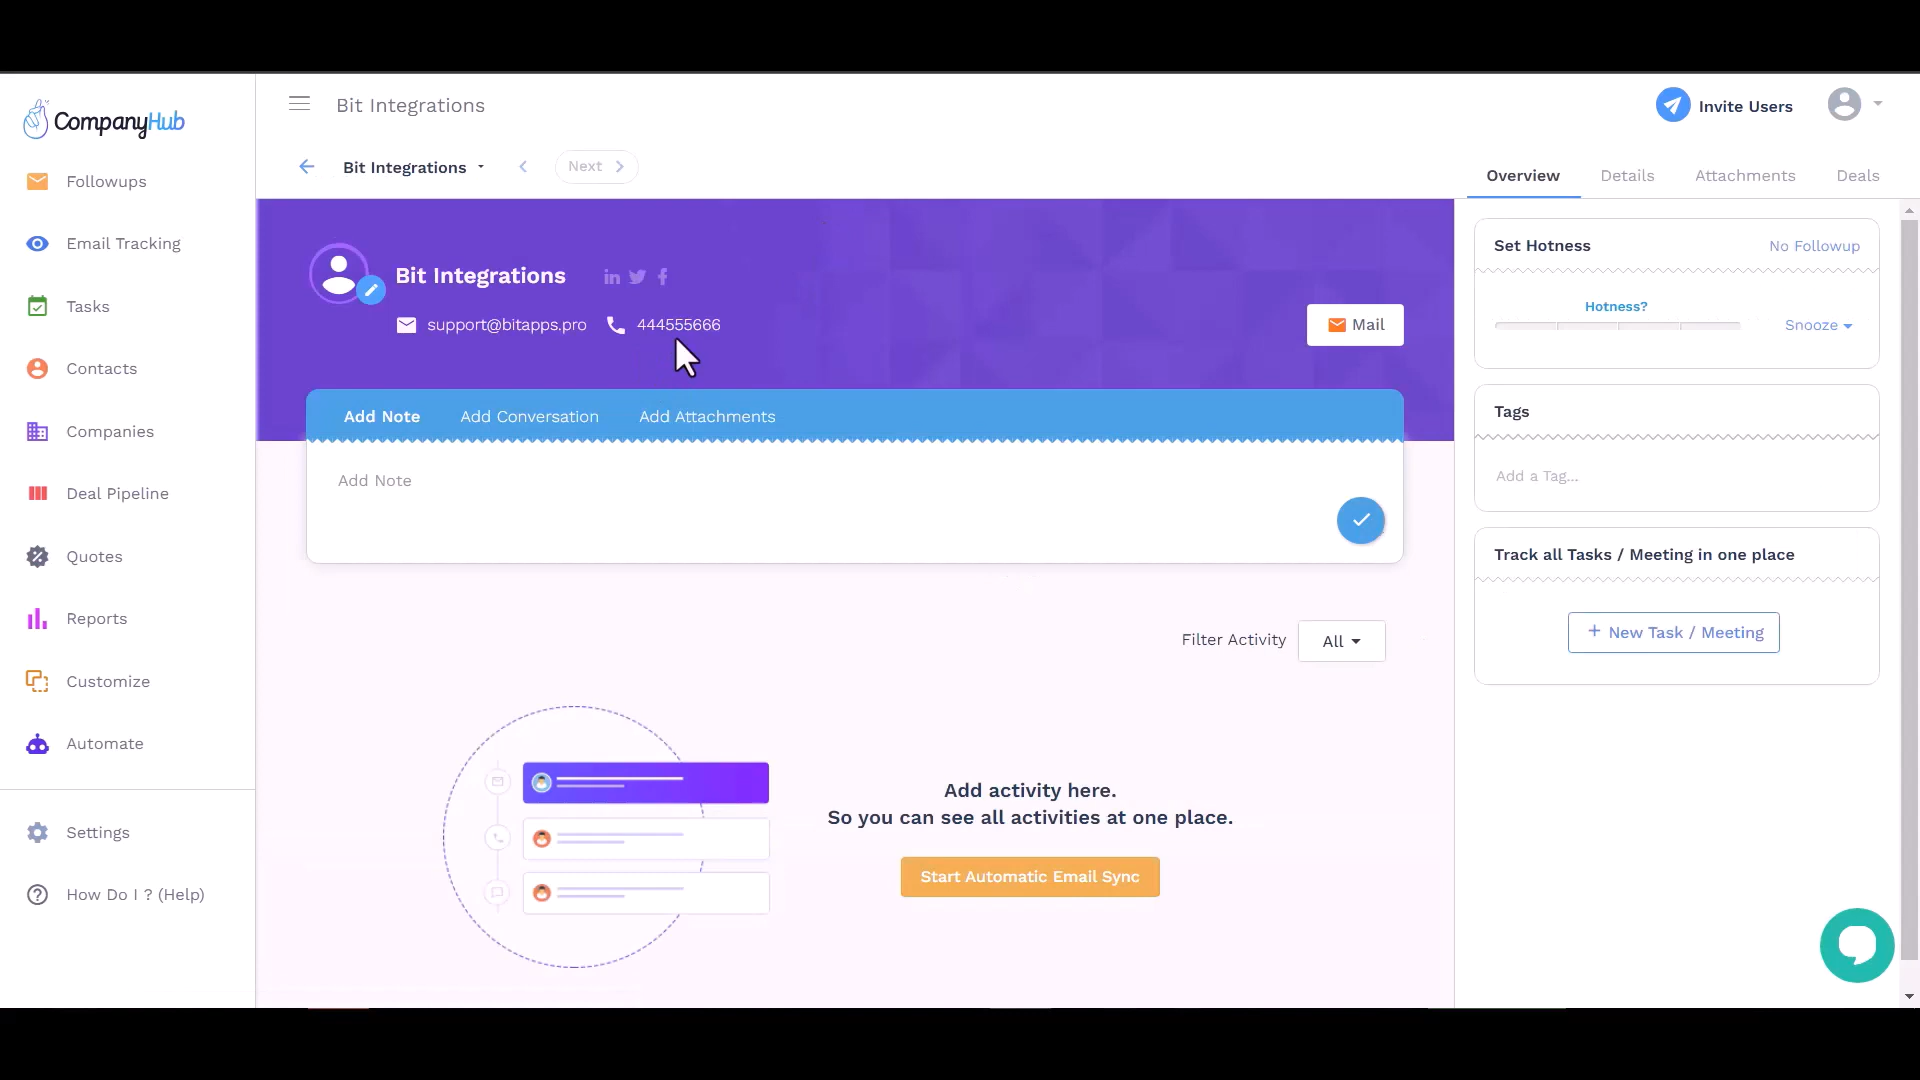 CompanyHub
Bit Integrations
Invite Users
Followups
Email Tracking
Tasks
Contacts
Companies
Deal Pipeline
Quotes
Reports
Customize
Automate
Settings
How Do I ? (Help)
Bit Integrations
Next
Overview
Details
Attachments
Deals
Bit Integrations
support@bitapps.pro
444555666
Mail
Add Note
Add Conversation
Add Attachments
Add Note
Filter Activity
All
Add activity here.
So you can see all activities at one place.
Start Automatic Email Sync
Set Hotness
No Followup
Hotness?
Snooze
Tags
Add a Tag...
Track all Tasks / Meeting in one place
+ New Task / Meeting